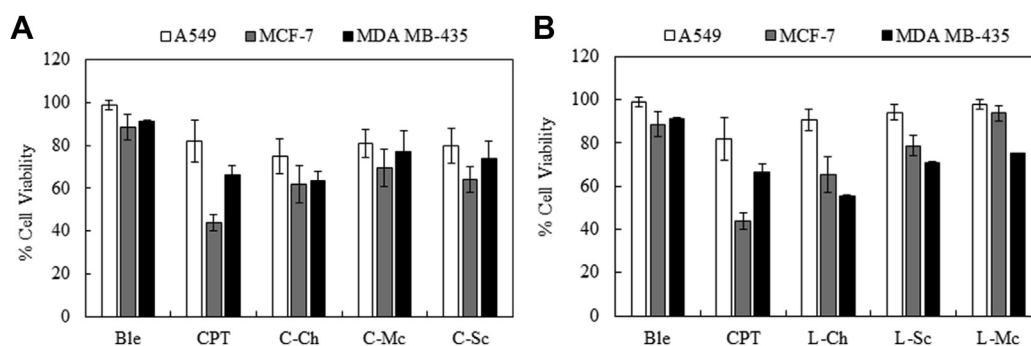 A
A549 MCF-7 MDA MB-435
% Cell Viability
120
100
80
60
40
20
0
Ble CPT C-Ch C-Mc C-Sc
B
A549 MCF-7 MDA MB-435
% Cell Viability
120
100
80
60
40
20
0
Ble CPT L-Ch L-Sc L-Mc